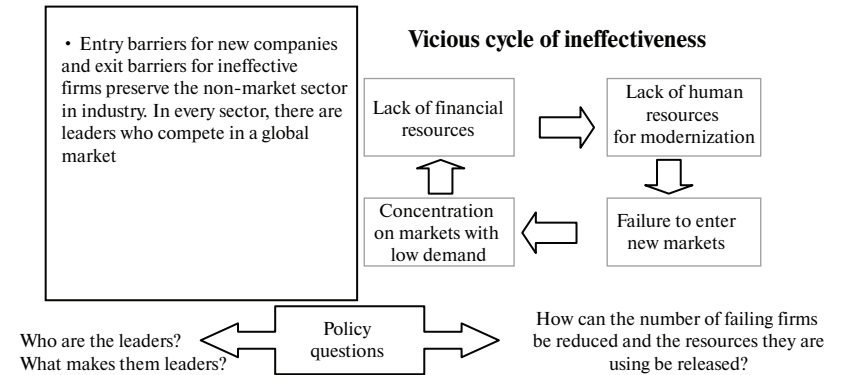 • Entry barriers for new companies
and exit barriers for ineffective
firms preserve the non-market sector
in industry. In every sector, there are
leaders who compete in a global
market
Vicious cycle of ineffectiveness
Lack of financial
resources
Lack of human
resources
for modernization
Concentration
on markets with
low demand
Failure to enter
new markets
Who are the leaders?
What makes them leaders?
Policy
questions
How can the number of failing firms
be reduced and the resources they are
using be released?